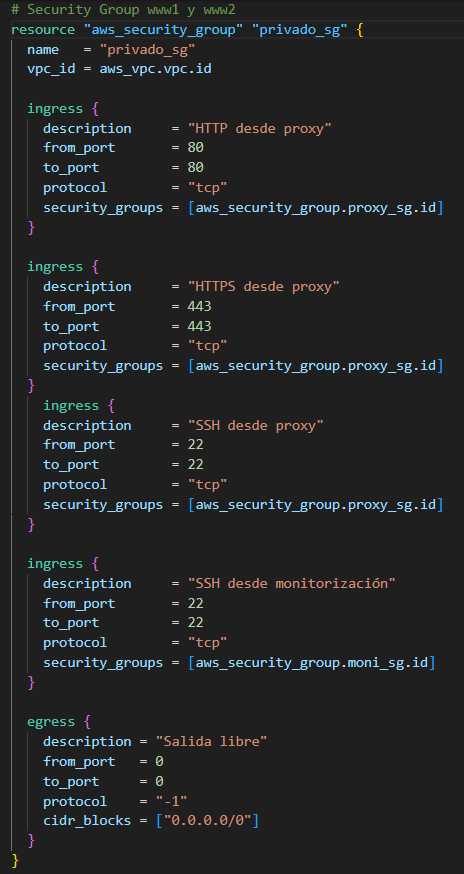 # Security Group www1 y www2
resource "aws_security_group" "privado_sg" {
  name   = "privado_sg"
  vpc_id = aws_vpc.vpc.id

  ingress {
    description     = "HTTP desde proxy"
    from_port       = 80
    to_port         = 80
    protocol        = "tcp"
    security_groups = [aws_security_group.proxy_sg.id]
  }

  ingress {
    description     = "HTTPS desde proxy"
    from_port       = 443
    to_port         = 443
    protocol        = "tcp"
    security_groups = [aws_security_group.proxy_sg.id]
  }
    ingress {
    description     = "SSH desde proxy"
    from_port       = 22
    to_port         = 22
    protocol        = "tcp"
    security_groups = [aws_security_group.proxy_sg.id]
  }

  ingress {
    description     = "SSH desde monitorización"
    from_port       = 22
    to_port         = 22
    protocol        = "tcp"
    security_groups = [aws_security_group.moni_sg.id]
  }

  egress {
    description = "Salida libre"
    from_port   = 0
    to_port     = 0
    protocol    = "-1"
    cidr_blocks = ["0.0.0.0/0"]
  }
}